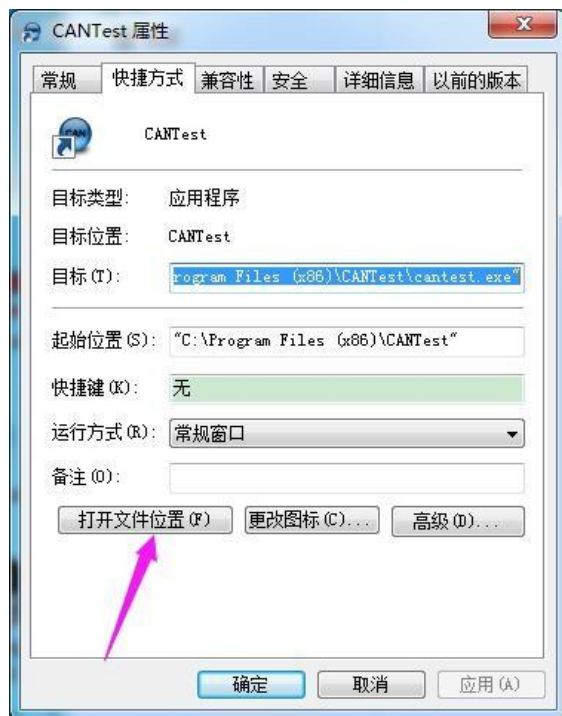 CANTest 属性
常规 快捷方式 兼容性 安全 详细信息 以前的版本
CAN
CANTest
目标类型: 应用程序
目标位置: CANTest
目标(T): rogram Files (x86)\CANTest\cantest.exe"
起始位置(S): "C:\Program Files (x86)\CANTest"
快捷键(K): 无
运行方式(R): 常规窗口
备注(O):
打开文件位置(F) 更改图标(C)... 高级(D)...
确定 取消 应用(A)